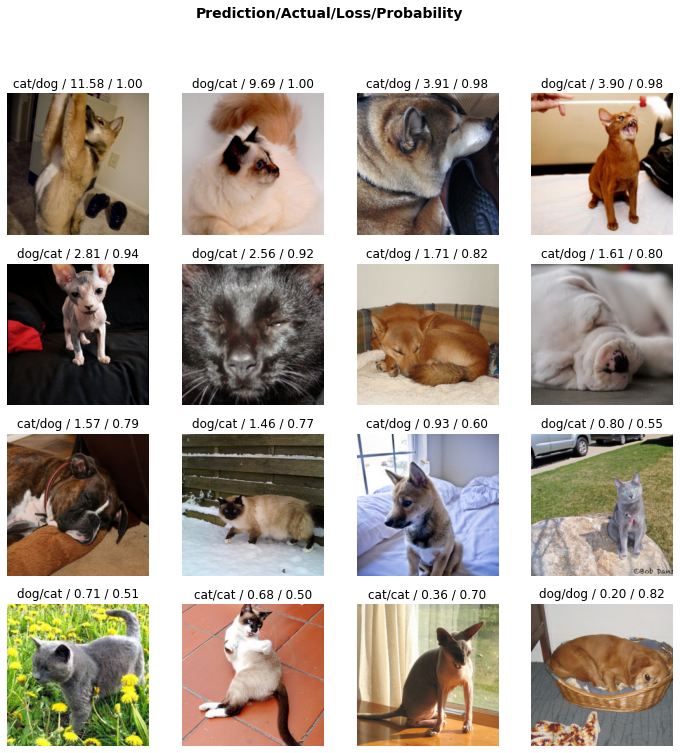 Prediction/Actual/Loss/Probability
cat/dog / 11.58 / 1.00
dog/cat / 9.69 / 1.00
cat/dog / 3.91 / 0.98
dog/cat / 3.90 / 0.98
dog/cat / 2.81 / 0.94
dog/cat / 2.56 / 0.92
cat/dog / 1.71 / 0.82
cat/dog / 1.61 / 0.80
cat/dog / 1.57 / 0.79
dog/cat / 1.46 / 0.77
cat/dog / 0.93 / 0.60
dog/cat / 0.80 / 0.55
©Bob
dog/cat / 0.71 / 0.51
cat/cat / 0.68 / 0.50
cat/cat / 0.36 / 0.70
dog/dog / 0.20 / 0.82